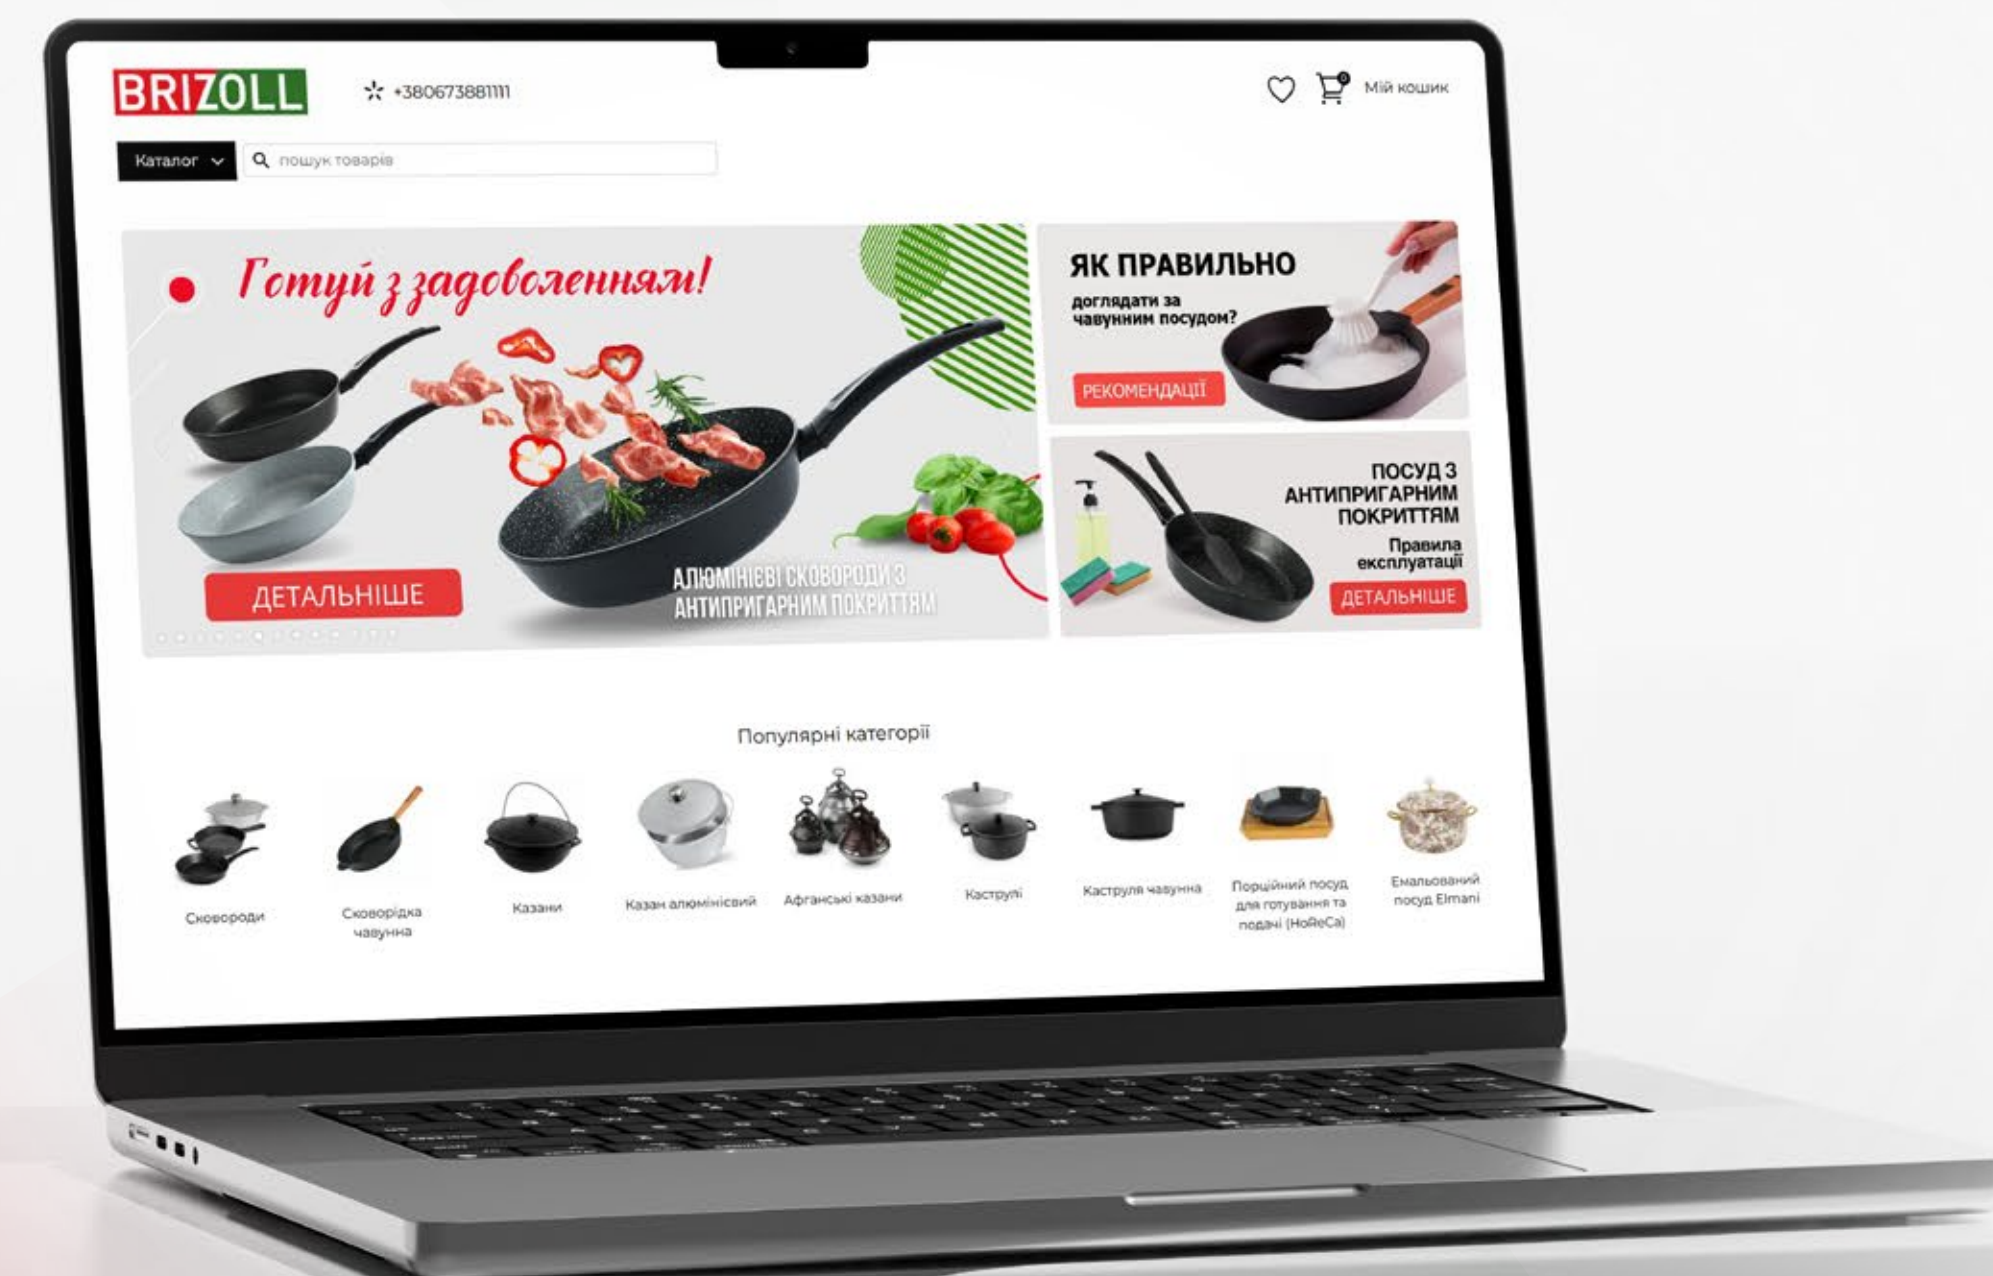 BRIZOLL
+380673881111
Мій кошик
Каталог
пошук товарів
Готуй з задоволенням!
АЛЮМІНІЄВІ СКОВОРОДИ З
АНТИПРИГАРНИМ ПОКРИТТЯМ
ДЕТАЛЬНІШЕ
ЯК ПРАВИЛЬНО
доглядати за
чавунним посудом?
РЕКОМЕНДАЦІЇ
ПОСУД З
АНТИПРИГАРНИМ
ПОКРИТТЯМ
Правила
експлуатації
ДЕТАЛЬНІШЕ
Популярні категорії
Сковороди
Сковорідка
чавунна
Казани
Казан алюмінієвий
Афганські казани
Каструлі
Каструля чавунна
Порційний посуд
для готування та
подачі (HoReCa)
Емальований
посуд Elmani